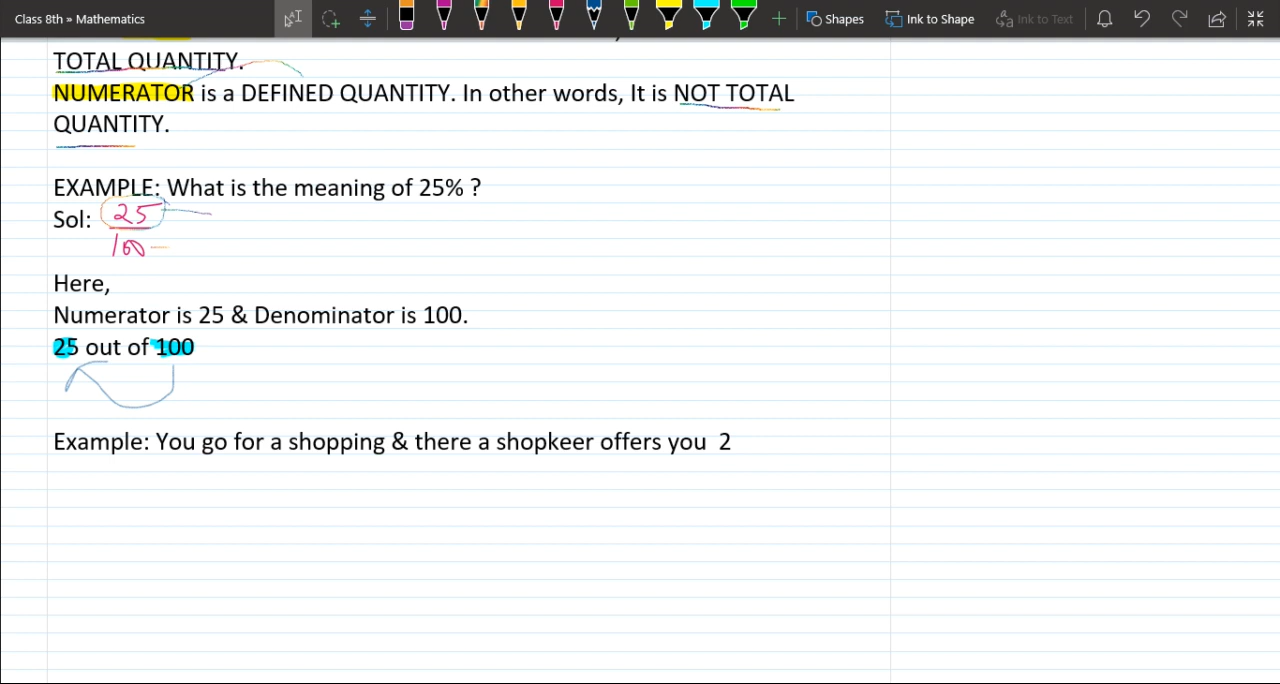 Class 8th » Mathematics
Shapes
Ink to Shape
Ink to Text
TOTAL QUANTITY.
NUMERATOR is a DEFINED QUANTITY. In other words, It is NOT TOTAL
QUANTITY.
EXAMPLE: What is the meaning of 25% ?
Sol: 25
100
Here,
Numerator is 25 & Denominator is 100.
25 out of 100
Example: You go for a shopping & there a shopkeer offers you 2